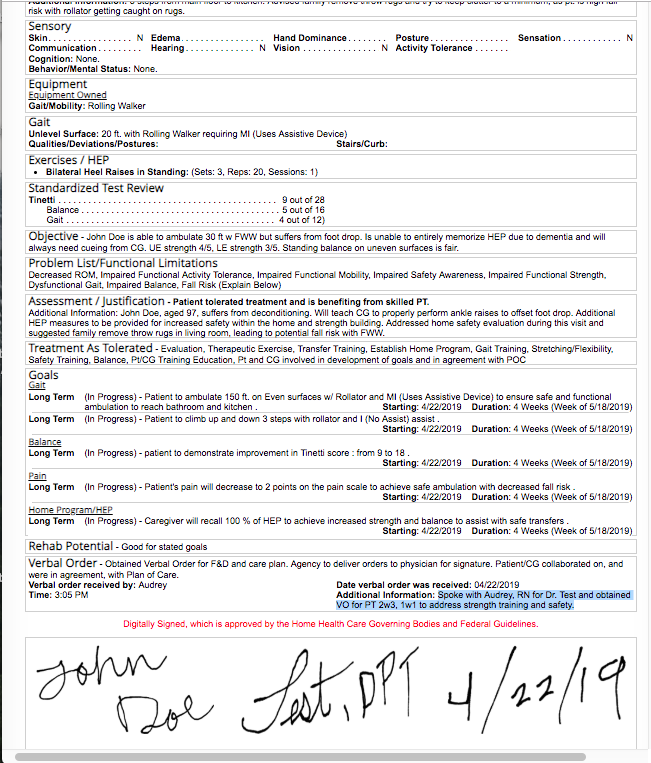 risk with rollator getting caught on rugs.
Sensory
Skin.................. N Edema.................. Hand Dominance........ Posture.................. Sensation............... N
Communication......... Hearing.................. N Vision.................. N Activity Tolerance.......
Cognition: None.
Behavior/Mental Status: None.
Equipment
Equipment Owned
Gait/Mobility: Rolling Walker
Gait
Unlevel Surface: 20 ft. with Rolling Walker requiring MI (Uses Assistive Device)
Qualities/Deviations/Postures: Stairs/Curb:
Exercises / HEP
• Bilateral Heel Raises in Standing: (Sets: 3, Reps: 20, Sessions: 1)
Standardized Test Review
Tinetti .................................................. 9 out of 28
Balance .............................................. 5 out of 16
Gait .................................................. 4 out of 12)
Objective - John Doe is able to ambulate 30 ft w FWW but suffers from foot drop. Is unable to entirely memorize HEP due to dementia and will
always need cueing from CG. UE strength 4/5, LE strength 3/5. Standing balance on uneven surfaces is fair.
Problem List/Functional Limitations
Decreased ROM, Impaired Functional Activity Tolerance, Impaired Functional Mobility, Impaired Safety Awareness, Impaired Functional Strength,
Dysfunctional Gait, Impaired Balance, Fall Risk (Explain Below)
Assessment / Justification - Patient tolerated treatment and is benefiting from skilled PT.
Additional Information: John Doe, aged 97, suffers from deconditioning. Will teach CG to properly perform ankle raises to offset foot drop. Additional
HEP measures to be provided for increased safety within the home and strength building. Addressed home safety evaluation during this visit and
suggested family remove throw rugs in living room, leading to potential fall risk with FWW.
Treatment As Tolerated - Evaluation, Therapeutic Exercise, Transfer Training, Establish Home Program, Gait Training, Stretching/Flexibility,
Safety Training, Balance, Pt/CG Training Education, Pt and CG involved in development of goals and in agreement with POC
Goals
Gait
Long Term (In Progress) - Patient to ambulate 150 ft. on Even surfaces w/ Rollator and MI (Uses Assistive Device) to ensure safe and functional
ambulation to reach bathroom and kitchen . Starting: 4/22/2019 Duration: 4 Weeks (Week of 5/18/2019)
Long Term (In Progress) - Patient to climb up and down 3 steps with rollator and I (No Assist) assist .
Starting: 4/22/2019 Duration: 4 Weeks (Week of 5/18/2019)
Balance
Long Term (In Progress) - patient to demonstrate improvement in Tinetti score : from 9 to 18 .
Starting: 4/22/2019 Duration: 4 Weeks (Week of 5/18/2019)
Pain
Long Term (In Progress) - Patient's pain will decrease to 2 points on the pain scale to achieve safe ambulation with decreased fall risk .
Starting: 4/22/2019 Duration: 4 Weeks (Week of 5/18/2019)
Home Program/HEP
Long Term (In Progress) - Caregiver will recall 100 % of HEP to achieve increased strength and balance to assist with safe transfers .
Starting: 4/22/2019 Duration: 4 Weeks (Week of 5/18/2019)
Rehab Potential - Good for stated goals
Verbal Order - Obtained Verbal Order for F&D and care plan. Agency to deliver orders to physician for signature. Patient/CG collaborated on, and
were in agreement, with Plan of Care.
Verbal order received by: Audrey Date verbal order was received: 04/22/2019
Time: 3:05 PM Additional Information: Spoke with Audrey, RN for Dr. Test and obtained
VO for PT 2w3, 1w1 to address strength training and safety.
Digitally Signed, which is approved by the Home Health Care Governing Bodies and Federal Guidelines.
John
Doe Test, DPT 4/22/19